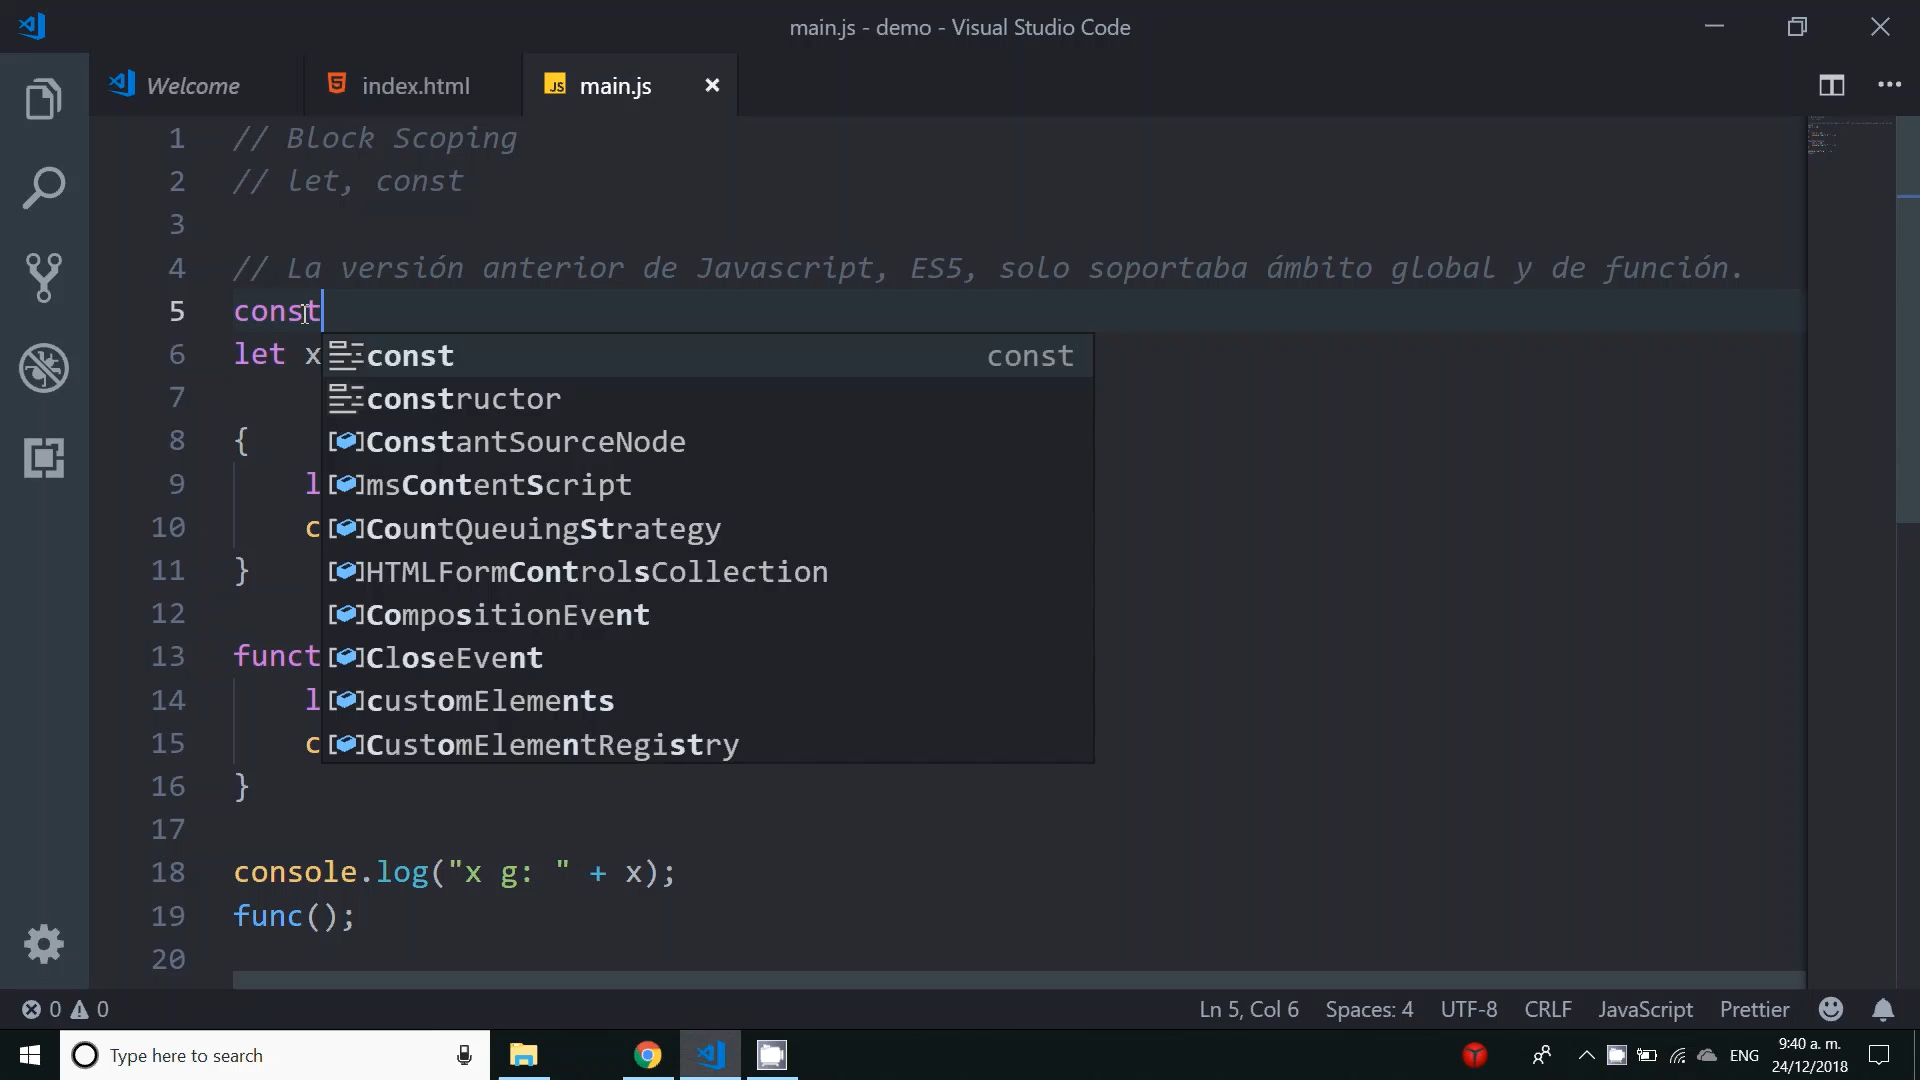 main.js - demo - Visual Studio Code
Welcome
index.html
JS main.js
1 // Block Scoping
2 // let, const
3
4 // La versión anterior de Javascript, ES5, solo soportaba ámbito global y de función.
5 const
6 let x
const const
constructor
7
ConstantSourceNode
8 {
msContentScript
9 l
CountQueuingStrategy
10 c
HTMLFormControlsCollection
11 }
CompositionEvent
12
CloseEvent
13 funct
customElements
14 l
CustomElementRegistry
15 c
16 }
17
18 console.log("x g: " + x);
19 func();
20
0 0
Ln 5, Col 6
Spaces: 4
UTF-8
CRLF
JavaScript
Prettier
Type here to search
ENG
9:40 a. m.
24/12/2018